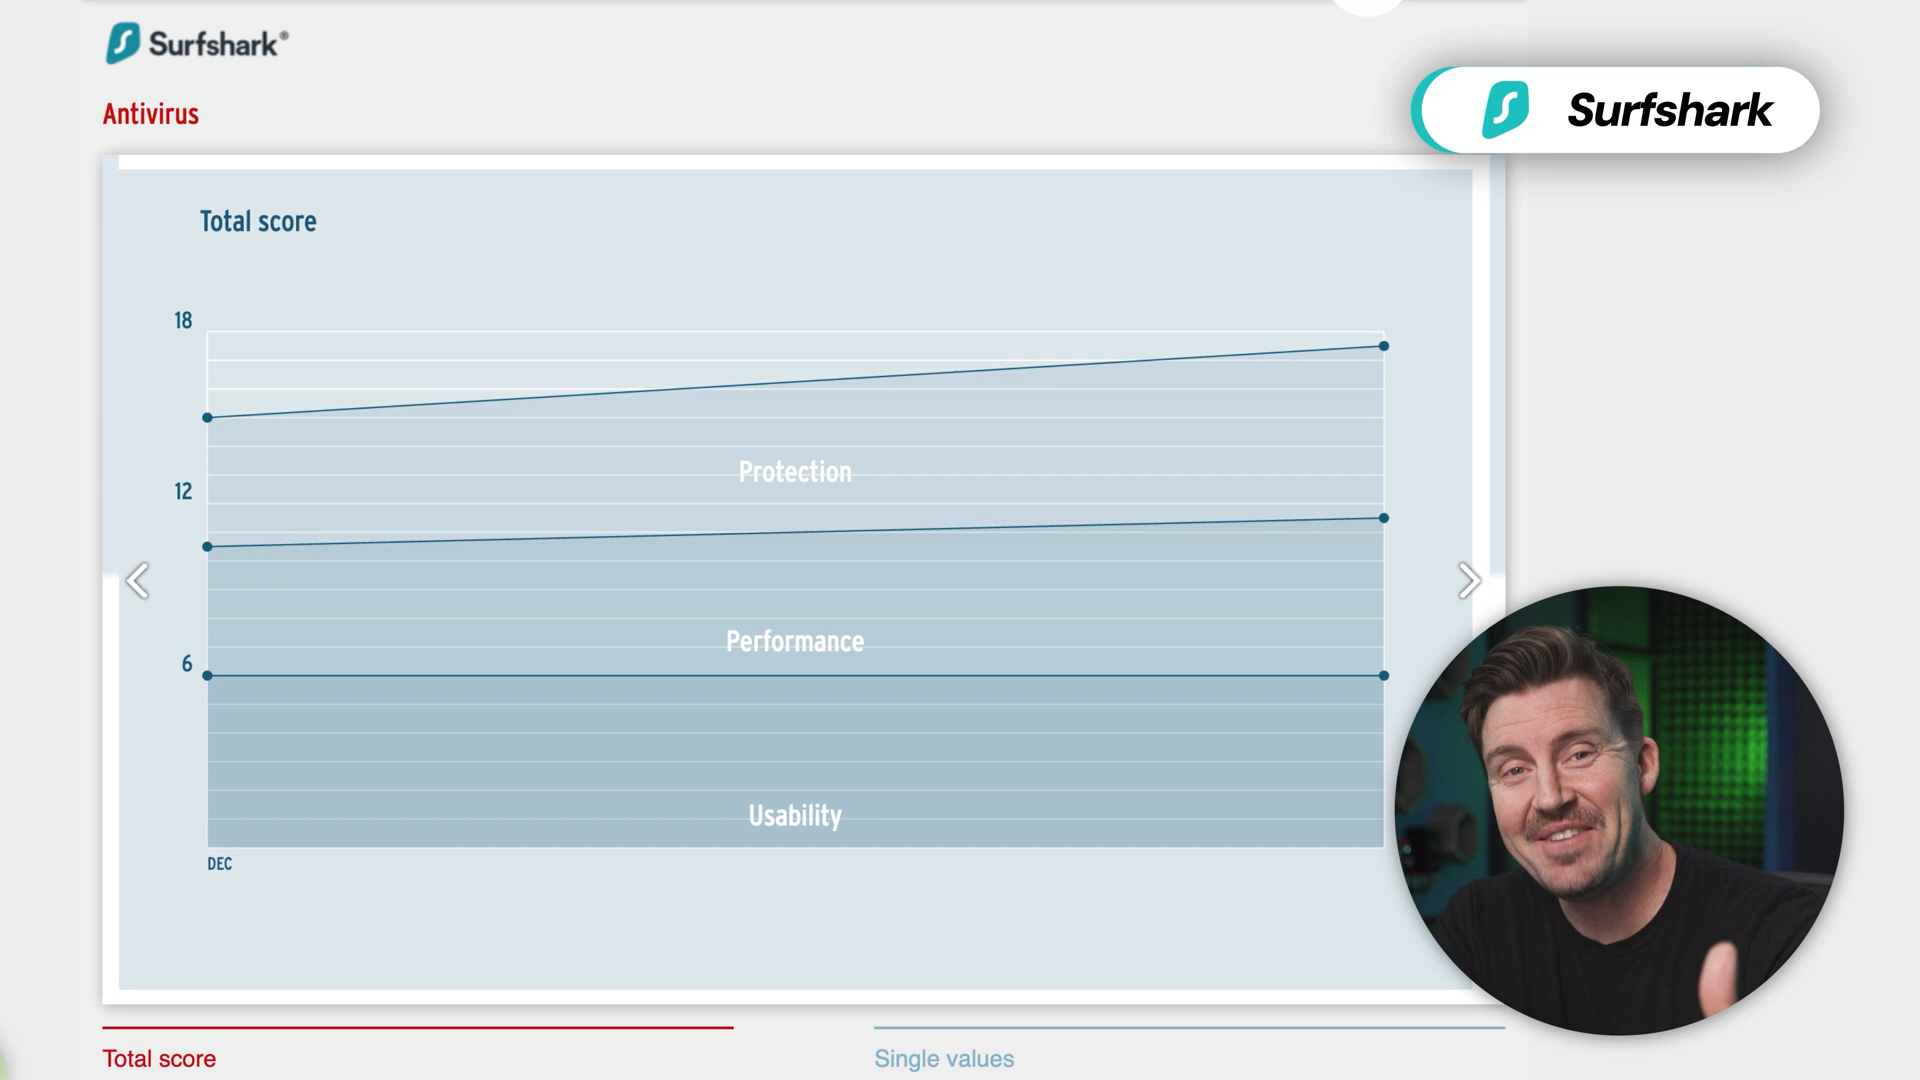 Surfshark®
Surfshark
Antivirus
Total score
18
12
6
Protection
Performance
Usability
DEC
Total score
Single values